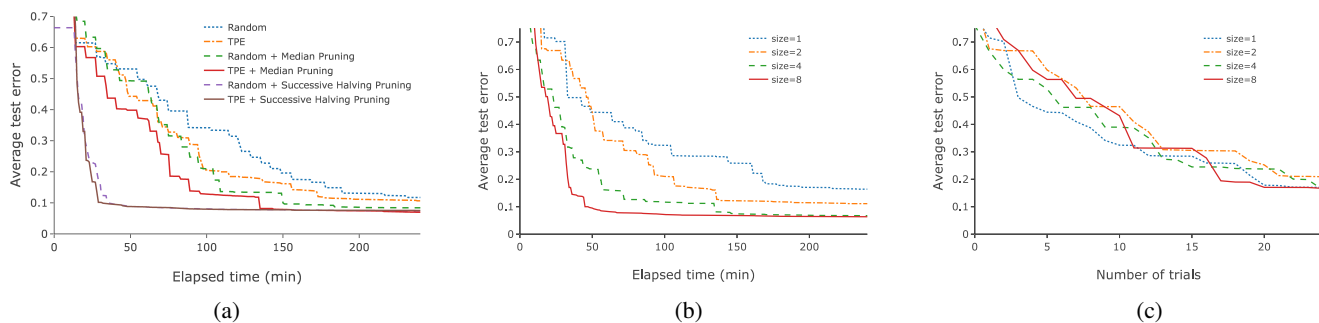 0.7
0.6
0.5
0.4
0.3
0.2
0.1
0
0
50
100
150
200
Average test error
Elapsed time (min)
Random
TPE
Random + Median Pruning
TPE + Median Pruning
Random + Successive Halving Pruning
TPE + Successive Halving Pruning
(a)
0.7
0.6
0.5
0.4
0.3
0.2
0.1
0
0
50
100
150
200
Average test error
Elapsed time (min)
size=1
size=2
size=4
size=8
(b)
0.7
0.6
0.5
0.4
0.3
0.2
0.1
0
0
5
10
15
20
Average test error
Number of trials
size=1
size=2
size=4
size=8
(c)